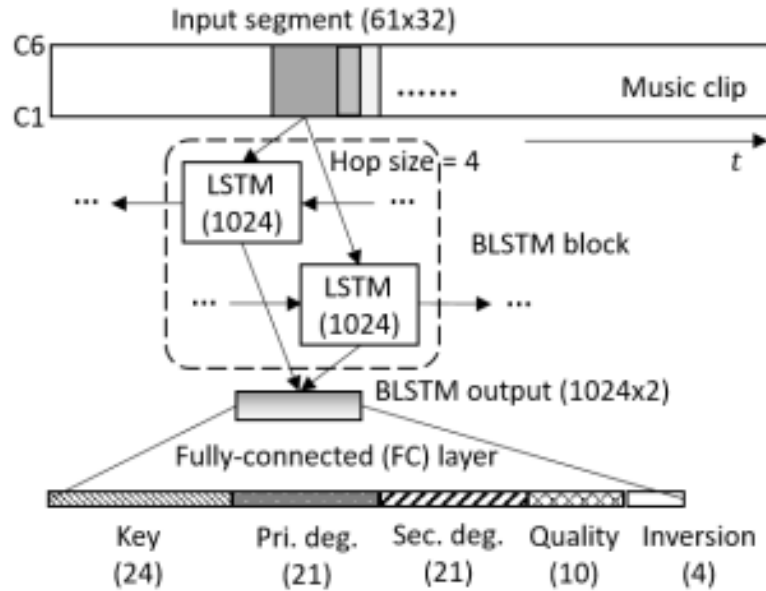 Input segment (61x32)
C6
C1
......
Music clip
t
Hop size = 4
LSTM
(1024)
...
...
BLSTM block
LSTM
(1024)
...
...
BLSTM output (1024x2)
Fully-connected (FC) layer
Key
(24)
Pri. deg.
(21)
Sec. deg.
(21)
Quality
(10)
Inversion
(4)